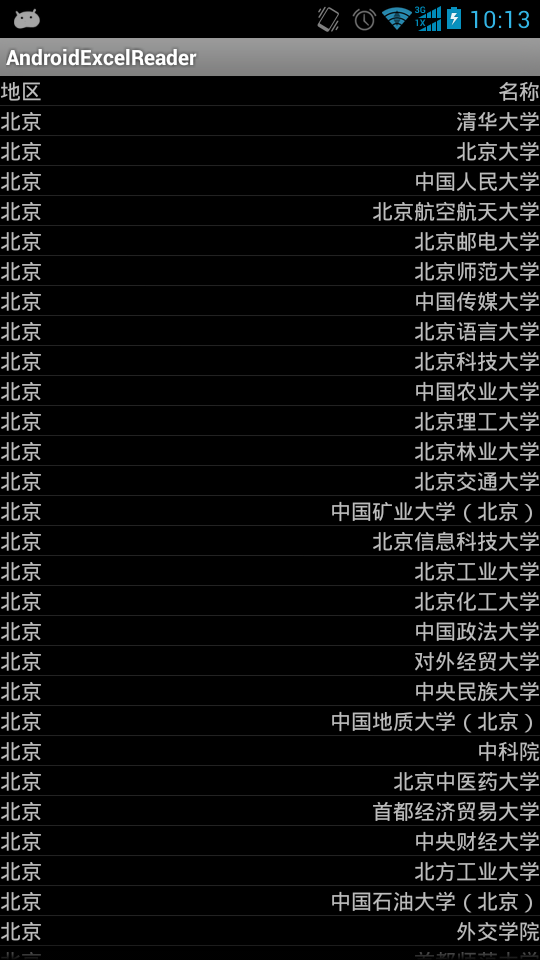 3G
1X
10:13
AndroidExcelReader
地区 名称
北京 清华大学
北京 北京大学
北京 中国人民大学
北京 北京航空航天大学
北京 北京邮电大学
北京 北京师范大学
北京 中国传媒大学
北京 北京语言大学
北京 北京科技大学
北京 中国农业大学
北京 北京理工大学
北京 北京林业大学
北京 北京交通大学
北京 中国矿业大学（北京）
北京 北京信息科技大学
北京 北京工业大学
北京 北京化工大学
北京 中国政法大学
北京 对外经贸大学
北京 中央民族大学
北京 中国地质大学（北京）
北京 中科院
北京 北京中医药大学
北京 首都经济贸易大学
北京 中央财经大学
北京 北方工业大学
北京 中国石油大学（北京）
北京 外交学院